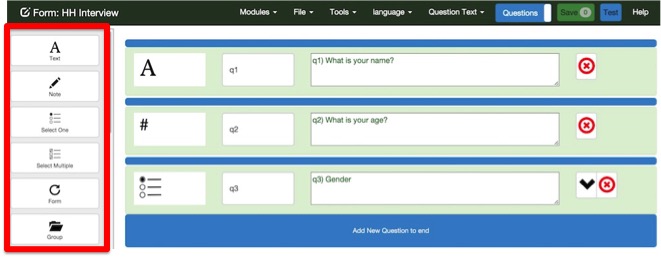 Form: HH Interview
Modules
File
Tools
language
Question Text
Questions
Save 0
Test
Help
A
Text
Note
Select One
Select Multiple
Form
Group
A
q1
q1) What is your name?
#
q2
q2) What is your age?
q3
q3) Gender
Add New Question to end